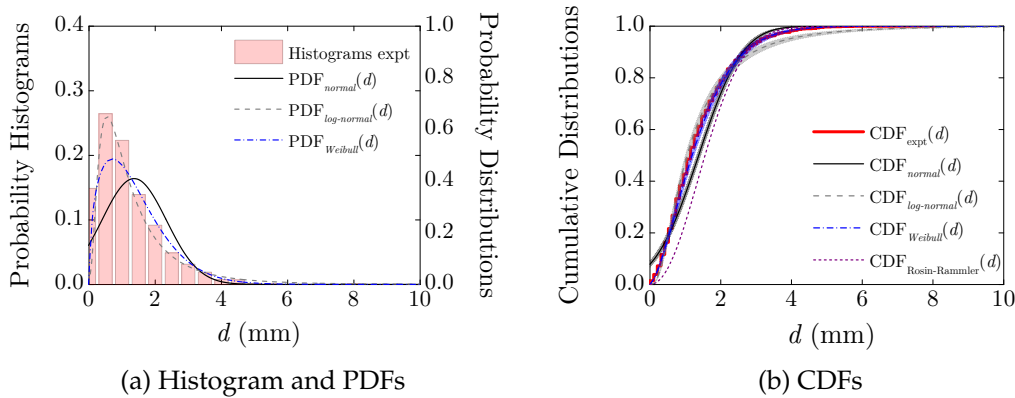 Probability Histograms
0.4
0.3
0.2
0.1
0.0
1.0
0.8
0.6
0.4
0.2
0.0
Probability Distributions
Histograms expt
PDF_normal(d)
PDF_log-normal(d)
PDF_Weibull(d)
0 2 4 6 8 10
d (mm)
(a) Histogram and PDFs
Cumulative Distributions
1.0
0.8
0.6
0.4
0.2
0.0
CDF_expt(d)
CDF_normal(d)
CDF_log-normal(d)
CDF_Weibull(d)
CDF_Rosin-Rammler(d)
0 2 4 6 8 10
d (mm)
(b) CDFs